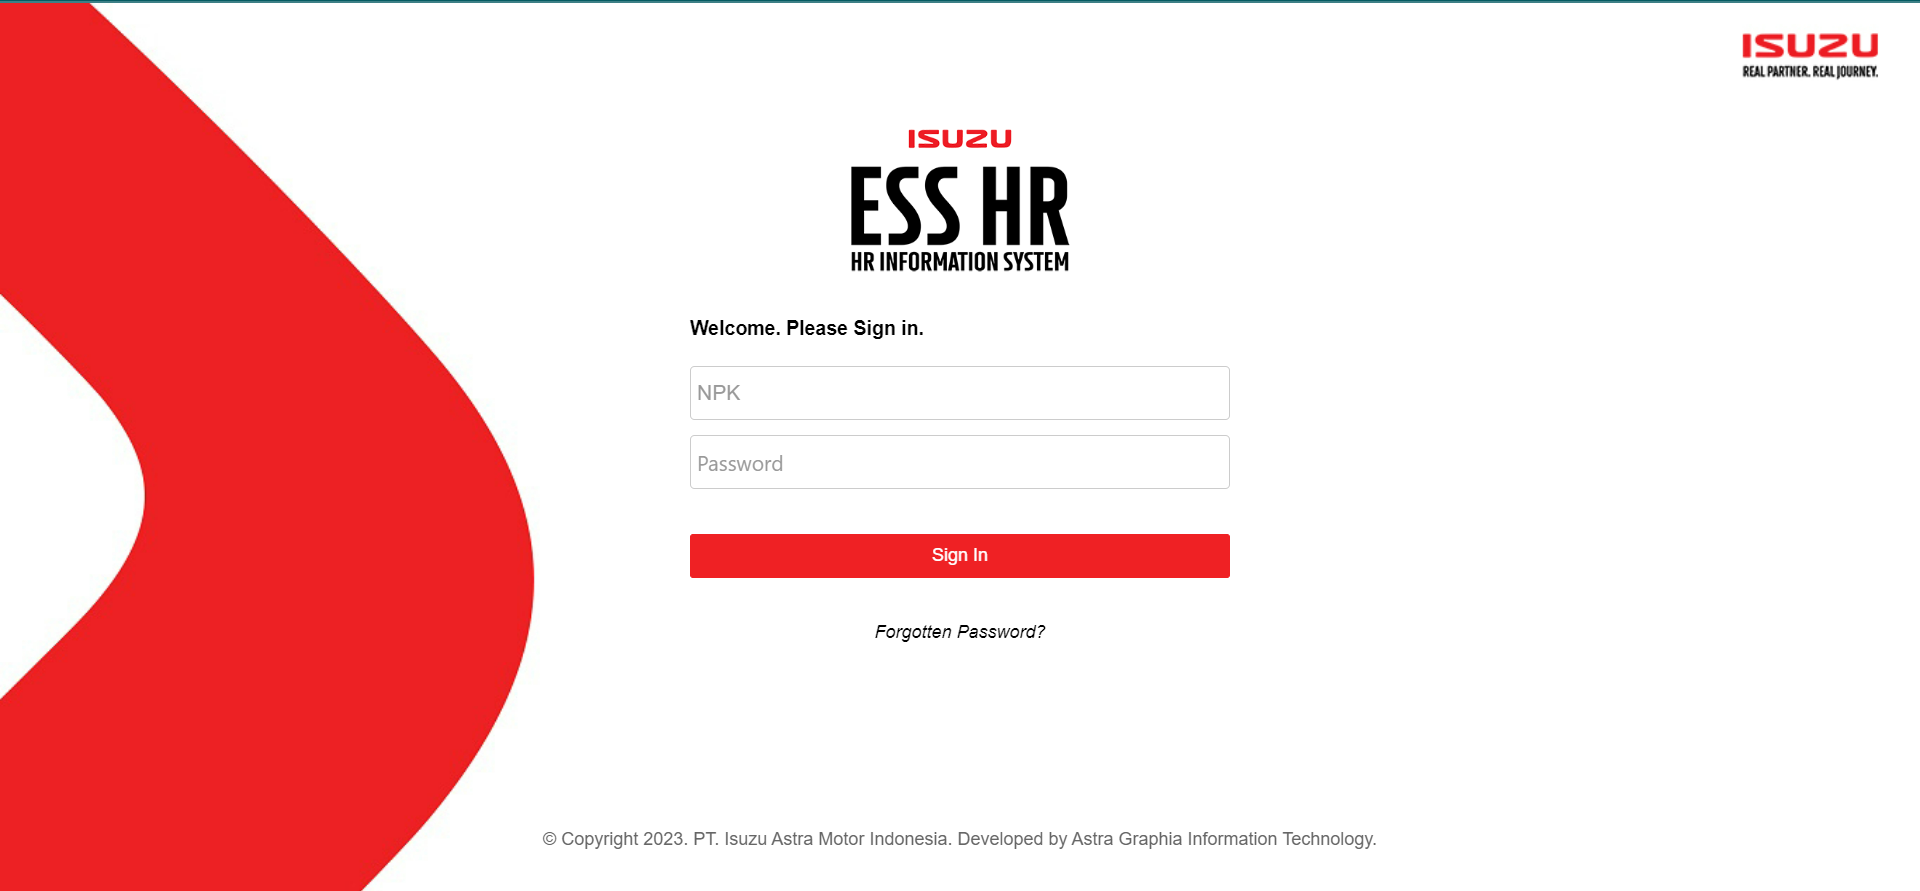 ISUZU
REAL PARTNER. REAL JOURNEY.
ISUZU
ESS HR
HR INFORMATION SYSTEM
Welcome. Please Sign in.
NPK
Password
Sign In
Forgotten Password?
© Copyright 2023. PT. Isuzu Astra Motor Indonesia. Developed by Astra Graphia Information Technology.